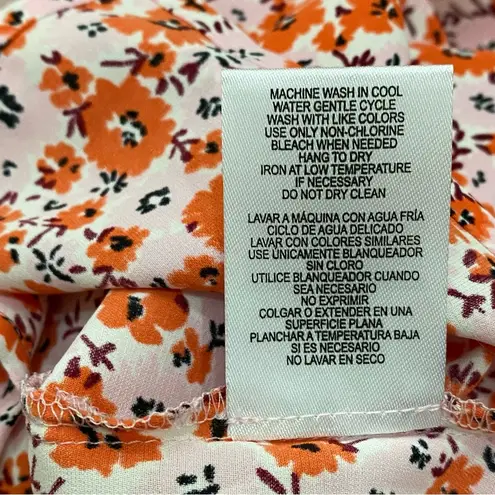 MACHINE WASH IN COOL
WATER GENTLE CYCLE
WASH WITH LIKE COLORS
USE ONLY NON-CHLORINE
BLEACH WHEN NEEDED
HANG TO DRY
IRON AT LOW TEMPERATURE
IF NECESSARY
DO NOT DRY CLEAN
LAVAR A MÁQUINA CON AGUA FRÍA
CICLO DE AGUA DELICADO
LAVAR CON COLORES SIMILARES
USE ÚNICAMENTE BLANQUEADOR
SIN CLORO
UTILICE BLANQUEADOR CUANDO
SEA NECESARIO
NO EXPRIMIR
COLGAR O EXTENDER EN UNA
SUPERFICIE PLANA
PLANCHAR A TEMPERATURA BAJA
SI ES NECESARIO
NO LAVAR EN SECO